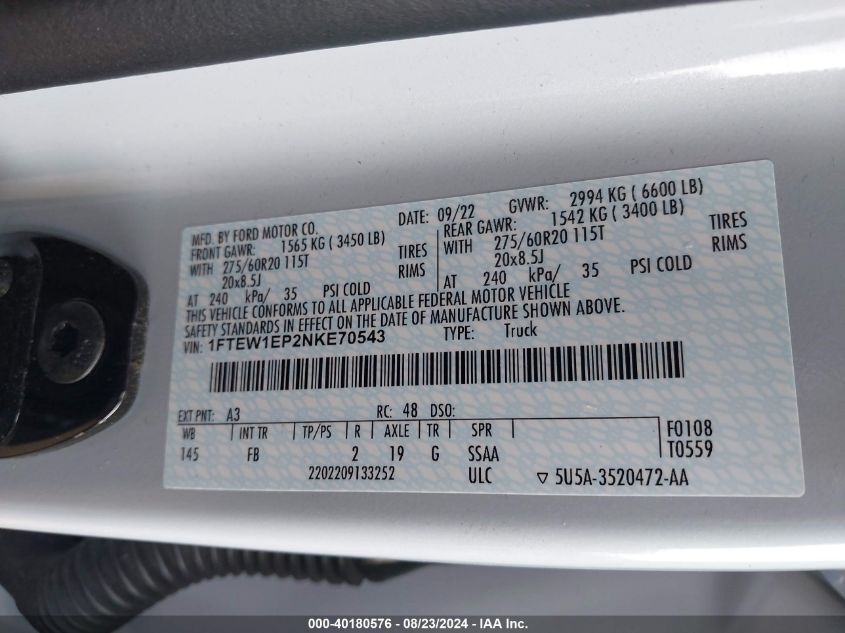 MFD. BY FORD MOTOR CO. DATE: 09/22 GVWR: 2994 KG ( 6600 LB)
FRONT GAWR: 1565 KG ( 3450 LB) REAR GAWR: 1542 KG ( 3400 LB)
WITH 275/60R20 115T TIRES WITH 275/60R20 115T TIRES
20x8.5J RIMS 20x8.5J RIMS
AT 240 kPa/ 35 PSI COLD AT 240 kPa/ 35 PSI COLD
THIS VEHICLE CONFORMS TO ALL APPLICABLE FEDERAL MOTOR VEHICLE
SAFETY STANDARDS IN EFFECT ON THE DATE OF MANUFACTURE SHOWN ABOVE.
VIN: 1FTEW1EP2NKE70543 TYPE: Truck
EXT PNT: A3 RC: 48 DSO:
WB INT TR TP/PS R AXLE TR SPR F0108
145 FB 2 19 G SSAA T0559
2202209133252 ULC ▽ 5U5A-3520472-AA
000-40180576 - 08/23/2024 - IAA Inc.